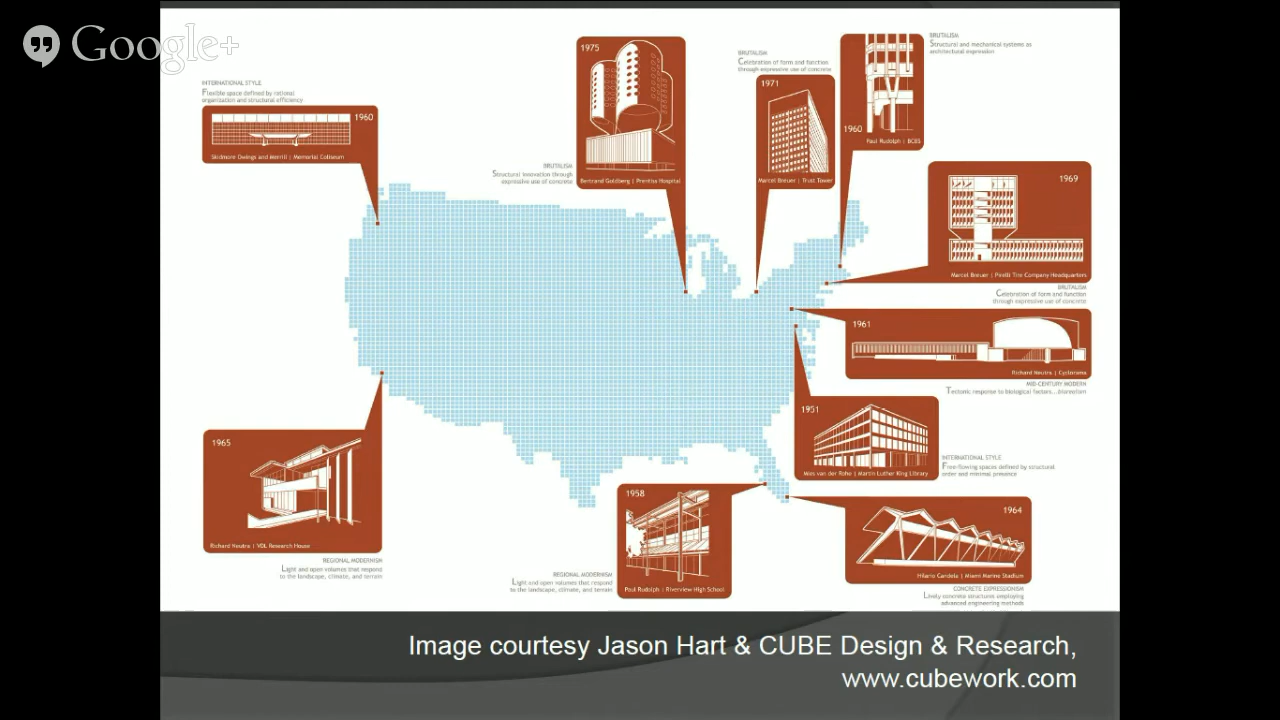 Google+
INTERNATIONAL STYLE
Flexible space defined by rational
organization and structural efficiency
1960
Skidmore Owings and Merrill | Memorial Coliseum
BRUTALISM
Structural innovation through
expressive use of concrete
1975
Bertrand Goldberg | Prentiss Hospital
BRUTALISM
Celebration of form and function
through expressive use of concrete
1971
Marcel Breuer | Trust Tower
BRUTALISM
Structural and mechanical systems as
architectural expression
1960
Paul Rudolph | BCBS
1969
Marcel Breuer | Pirelli Tire Company Headquarters
BRUTALISM
Celebration of form and function
through expressive use of concrete
1961
Richard Neutra | Cyclorama
MID-CENTURY MODERN
Tectonic response to biological factors...biorealism
1951
Mies van der Rohe | Martin Luther King Library
INTERNATIONAL STYLE
Free-flowing spaces defined by structural
order and minimal presence
1965
Richard Neutra | VDL Research House
REGIONAL MODERNISM
Light and open volumes that respond
to the landscape, climate, and terrain
1958
Paul Rudolph | Riverview High School
REGIONAL MODERNISM
Light and open volumes that respond
to the landscape, climate, and terrain
1964
Hilario Candela | Miami Marine Stadium
CONCRETE EXPRESSIONISM
Lively concrete structures employing
advanced engineering methods
Image courtesy Jason Hart & CUBE Design & Research,
www.cubework.com